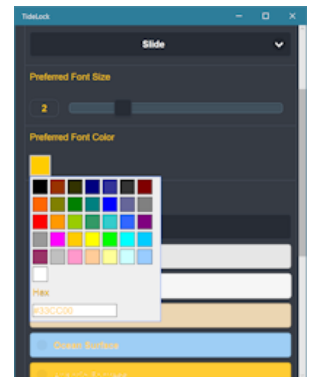 TideLock
Slide
Preferred Font Size
2
Preferred Font Color
Hex
Ocean Surface